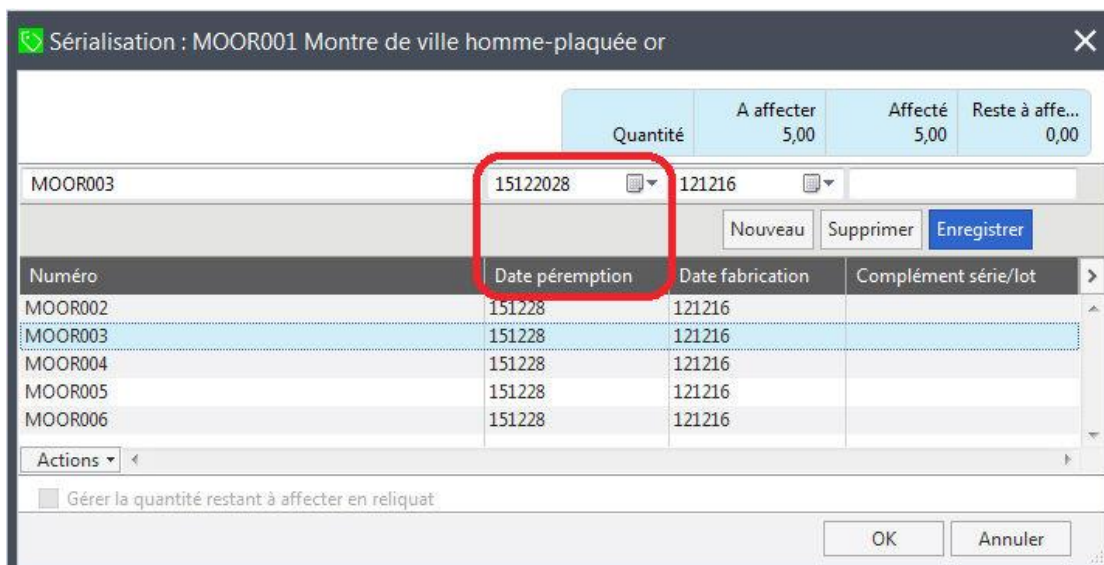 Sérialisation : MOOR001 Montre de ville homme-plaquée or
A affecter Affecté Reste à affe...
Quantité 5,00 5,00 0,00
MOOR003 15122028 121216
Nouveau Supprimer Enregistrer
Numéro Date péremption Date fabrication Complément série/lot
MOOR002 151228 121216
MOOR003 151228 121216
MOOR004 151228 121216
MOOR005 151228 121216
MOOR006 151228 121216
Actions
Gérer la quantité restant à affecter en reliquat
OK Annuler